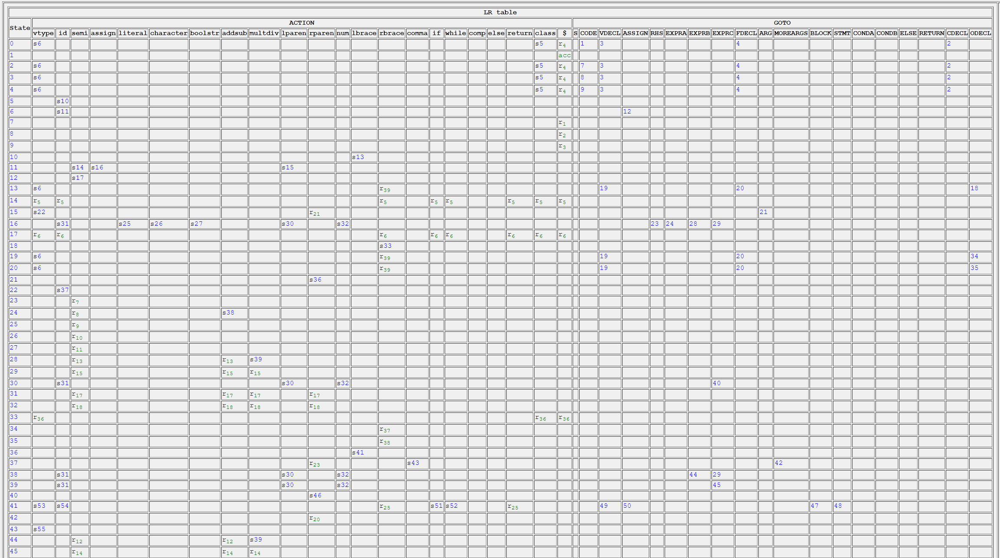 LR table
State ACTION GOTO
vtype id semi assign literal character boolstr addsub multdiv lparen rparen num lbrace rbrace comma if while comp else return class $ S CODE VDECL ASSIGN RHS EXPRA EXPRB EXPRC FDECL ARG MOREARGS BLOCK STMT CONDA CONDB ELSE RETURN CDECL ODECL
0 s6 s5 r4 1 3 4 2
1 acc
2 s6 s5 r4 7 3 4 2
3 s6 s5 r4 8 3 4 2
4 s6 s5 r4 9 3 4 2
5 s10
6 s11 12
7 r1
8 r2
9 r3
10 s13
11 s14 s16 s15
12 s17
13 s6 r39 19 20 18
14 r5 r5 r5 r5 r5 r5 r5 r5
15 s22 r21 21
16 s31 s25 s26 s27 s30 s32 23 24 28 29
17 r6 r6 r6 r6 r6 r6 r6 r6
18 s33
19 s6 r39 19 20 34
20 s6 r39 19 20 35
21 s36
22 s37
23 r7
24 r8 s38
25 r9
26 r10
27 r11
28 r13 r13 s39
29 r15 r15 r15
30 s31 s30 s32 40
31 r17 r17 r17 r17
32 r18 r18 r18 r18
33 r36 r36 r36
34 r37
35 r38
36 s41
37 r23 s43 42
38 s31 s30 s32 44 29
39 s31 s30 s32 45
40 s46
41 s53 s54 r25 s51 s52 r25 49 50 47 48
42 r20
43 s55
44 r12 r12 s39
45 r14 r14 r14